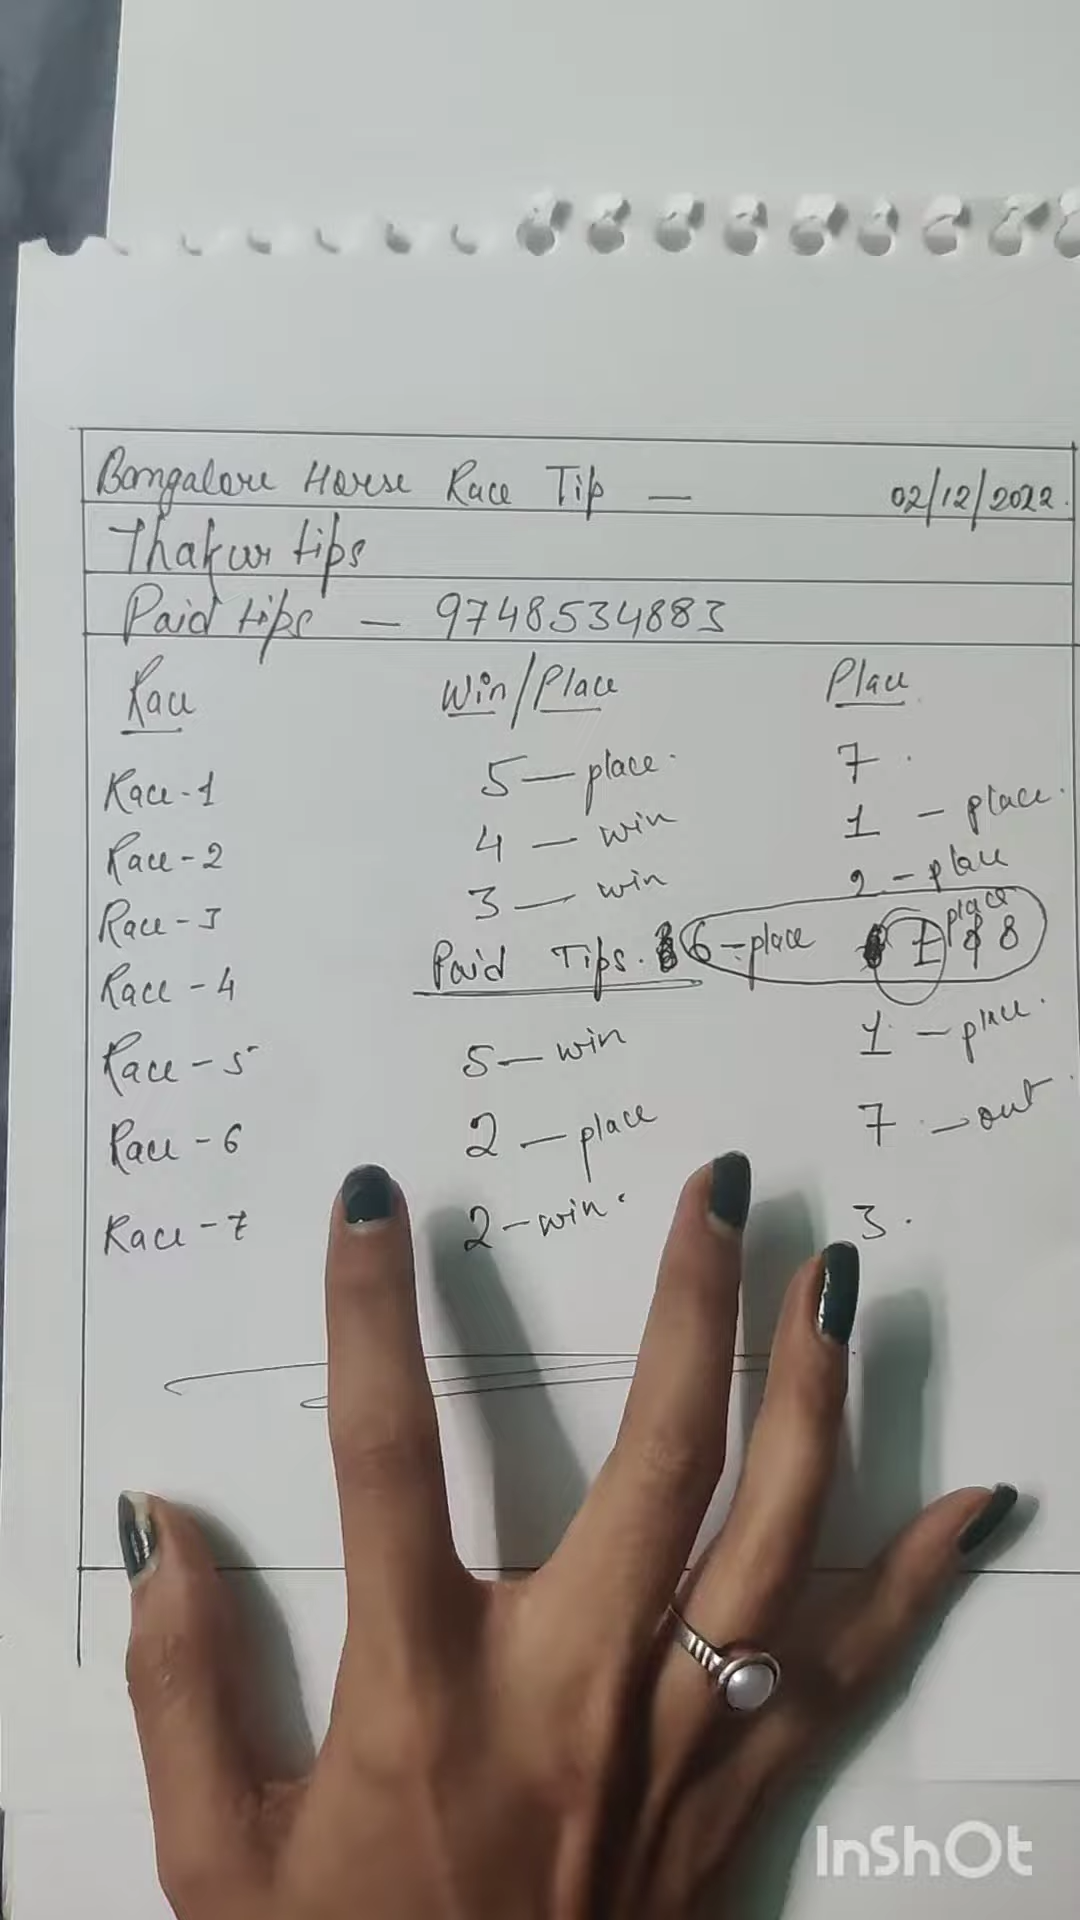 Bangalore Horse Race Tip — 02/12/2022.
Thakur tips
Paid tips — 9748534883
Race Win/Place Place
Race-1 5 — place. 7.
Race-2 4 — win 1 - place.
Race-3 3 — win 2 - place
Race-4 Paid Tips. 6 - place 1 place & 8
Race-5 5 — win 1 - place.
Race-6 2 — place 7 - out.
Race-7 2 - win. 3.
InShOt